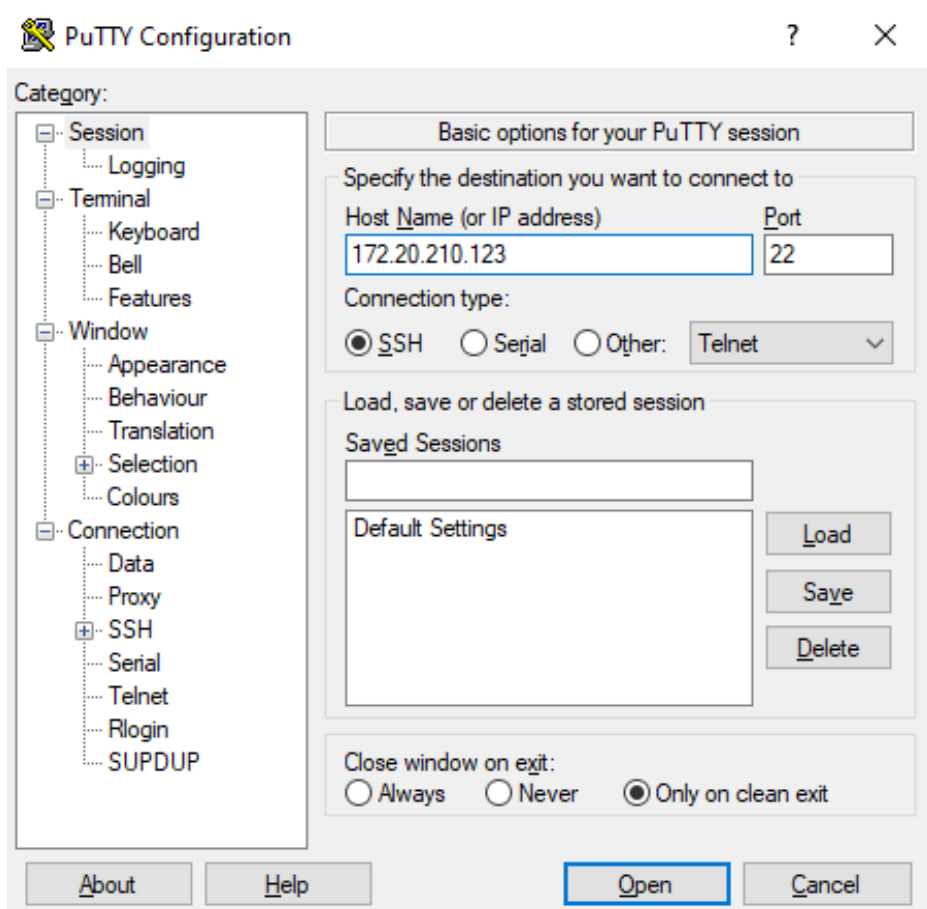 PuTTY Configuration
?
Category:
Session
Logging
Terminal
Keyboard
Bell
Features
Window
Appearance
Behaviour
Translation
Selection
Colours
Connection
Data
Proxy
SSH
Serial
Telnet
Rlogin
SUPDUP
Basic options for your PuTTY session
Specify the destination you want to connect to
Host Name (or IP address) Port
172.20.210.123 22
Connection type:
SSH Serial Other: Telnet
Load, save or delete a stored session
Saved Sessions
Default Settings
Load
Save
Delete
Close window on exit:
Always Never Only on clean exit
About Help Open Cancel